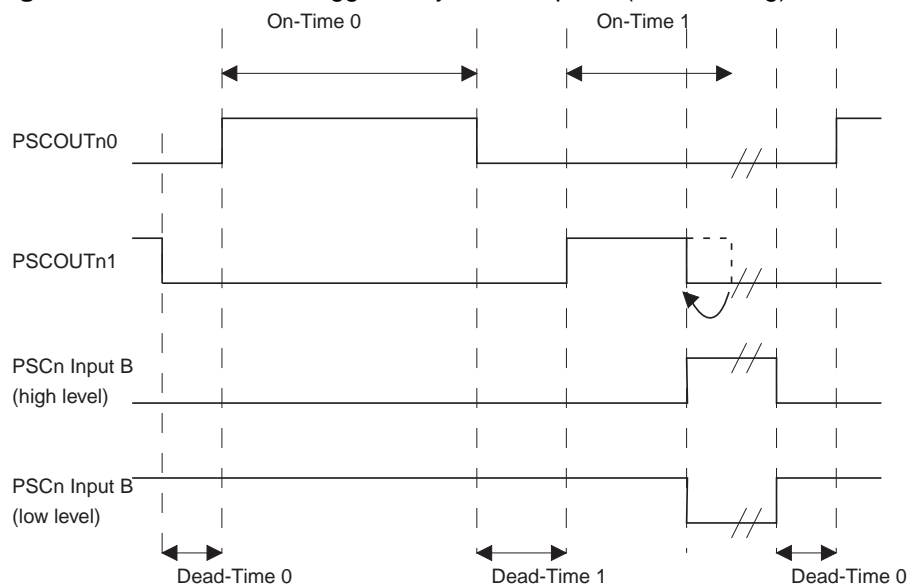 On-Time 0
On-Time 1
PSCOUTn0
PSCOUTn1
PSCn Input B
(high level)
PSCn Input B
(low level)
Dead-Time 0
Dead-Time 1
Dead-Time 0